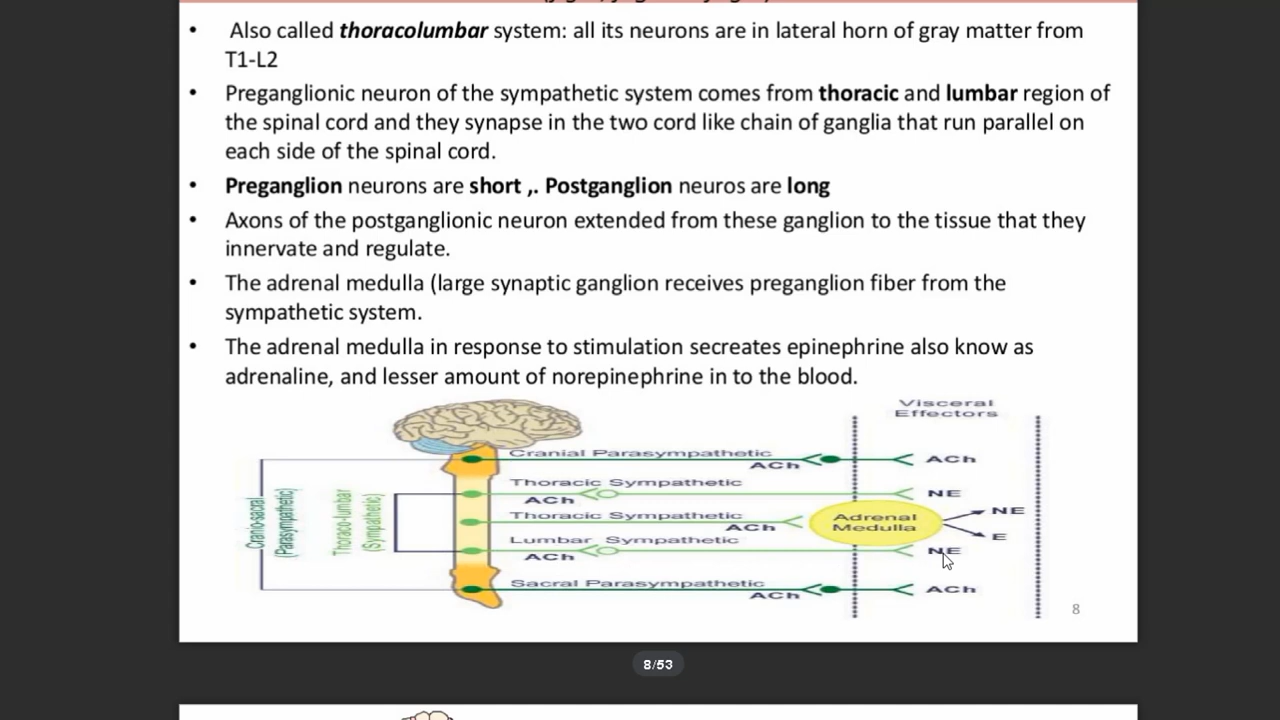 • Also called thoracolumbar system: all its neurons are in lateral horn of gray matter from
T1-L2
• Preganglionic neuron of the sympathetic system comes from thoracic and lumbar region of
the spinal cord and they synapse in the two cord like chain of ganglia that run parallel on
each side of the spinal cord.
• Preganglion neurons are short ,. Postganglion neuros are long
• Axons of the postganglionic neuron extended from these ganglion to the tissue that they
innervate and regulate.
• The adrenal medulla (large synaptic ganglion receives preganglion fiber from the
sympathetic system.
• The adrenal medulla in response to stimulation secreates epinephrine also know as
adrenaline, and lesser amount of norepinephrine in to the blood.
Visceral
Effectors
Cranial Parasympathetic
ACh
ACh
Thoracic Sympathetic
ACh
NE
Thoracic Sympathetic
ACh
Adrenal
Medulla
NE
E
Lumbar Sympathetic
ACh
NE
Sacral Parasympathetic
ACh
ACh
Cranio-sacral
(Parasympathetic)
Thoraco-lumbar
(Sympathetic)
8
8/53